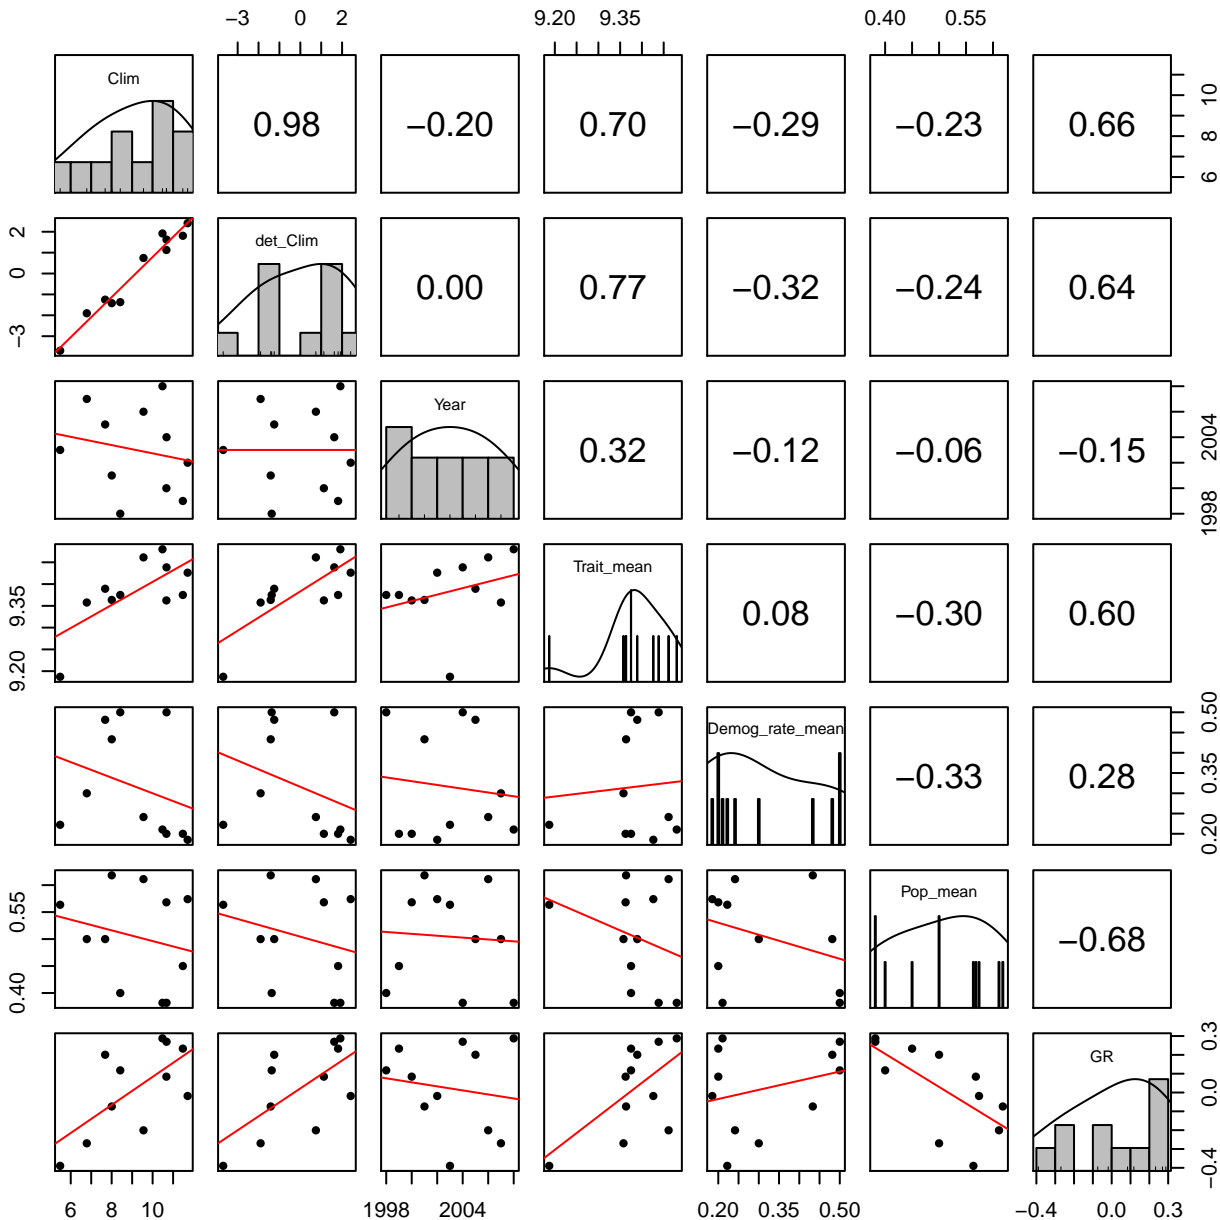 −3 0 2 9.20 9.35 0.40 0.55
Clim
0.98 −0.20 0.70 −0.29 −0.23 0.66
6 8 10
det_Clim
0.00 0.77 −0.32 −0.24 0.64
−3 0 2
Year
0.32 −0.12 −0.06 −0.15
1998 2004
Trait_mean
0.08 −0.30 0.60
9.20 9.35
Demog_rate_mean
−0.33 0.28
0.20 0.35 0.50
Pop_mean
−0.68
0.40 0.55
GR
−0.4 0.0 0.3
6 8 10 1998 2004 0.20 0.35 0.50 −0.4 0.0 0.3